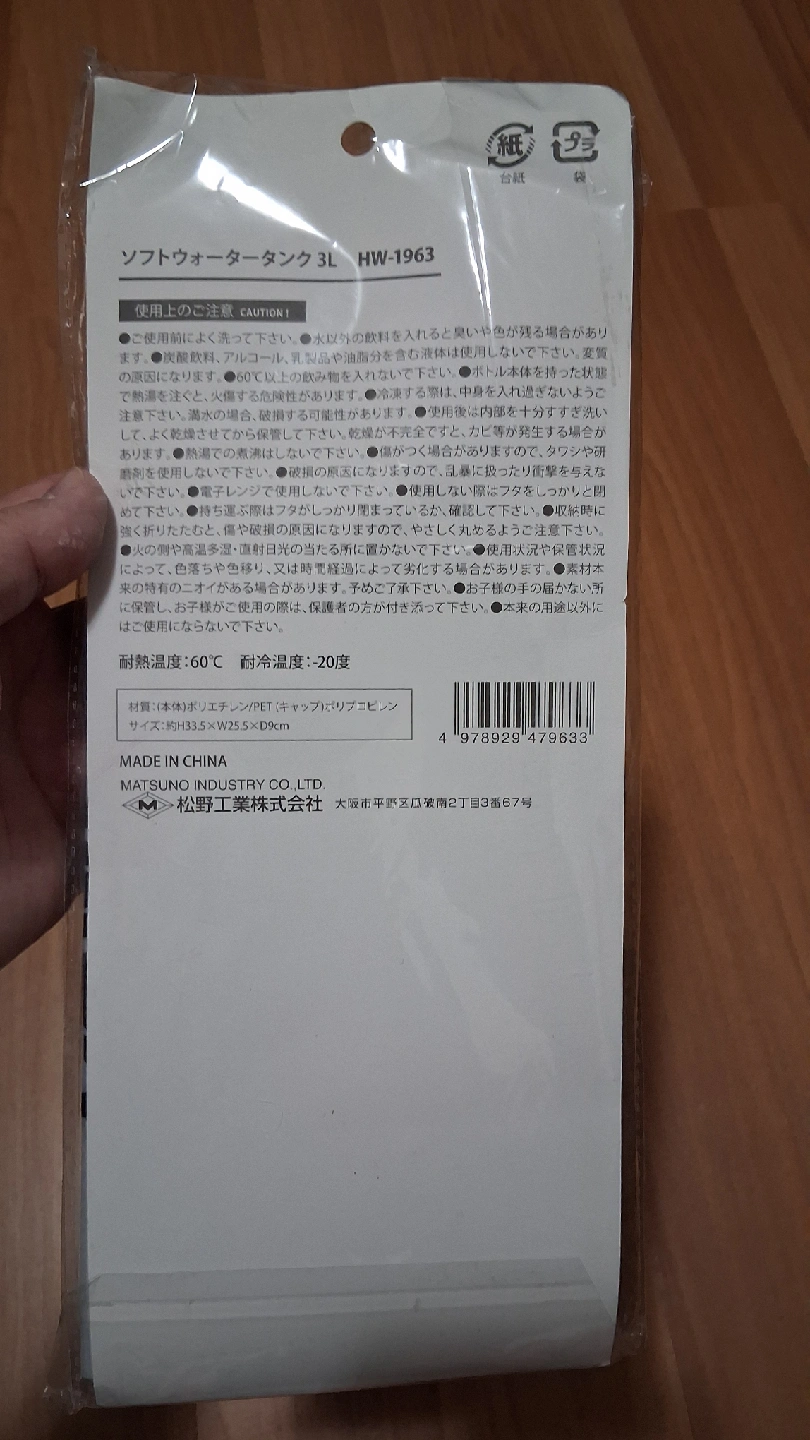 紙
プラ
台紙
袋
ソフトウォータータンク 3L HW-1963
使用上のご注意 CAUTION!
●ご使用前によく洗って下さい。●水以外の飲料を入れると臭いや色が残る場合があり
ます。●炭酸飲料、アルコール、乳製品や油脂分を含む液体は使用しないで下さい。変質
の原因になります。●60℃以上の飲み物を入れないで下さい。●ボトル本体を持った状態
で熱湯を注ぐと、火傷する危険性があります。●冷凍する際は、中身を入れ過ぎないようご
注意下さい。満水の場合、破損する可能性があります。●使用後は内部を十分すすぎ洗い
して、よく乾燥させてから保管して下さい。乾燥が不完全ですと、カビ等が発生する場合が
あります。●熱湯での煮沸はしないで下さい。●傷がつく場合がありますので、タワシや研
磨剤を使用しないで下さい。●破損の原因になりますので、乱暴に扱ったり衝撃を与えな
いで下さい。●電子レンジで使用しないで下さい。●使用しない際はフタをしっかりと閉
めて下さい。●持ち運ぶ際はフタがしっかり閉まっているか、確認して下さい。●収納時に
強く折りたたむと、傷や破損の原因になりますので、やさしく丸めるようご注意下さい。
●火の側や高温多湿・直射日光の当たる所に置かないで下さい。●使用状況や保管状況
によって、色落ちや色移り、又は時間経過によって劣化する場合があります。●素材本
来の特有のニオイがある場合があります。予めご了承下さい。●お子様の手の届かない所
に保管し、お子様がご使用の際は、保護者の方が付き添って下さい。●本来の用途以外に
はご使用にならないで下さい。
耐熱温度:60℃ 耐冷温度:-20度
材質:(本体)ポリエチレン/PET (キャップ)ポリプロピレン
サイズ:約H33.5×W25.5×D9cm
4 978929 479633
MADE IN CHINA
MATSUNO INDUSTRY CO.,LTD.
M 松野工業株式会社 大阪市平野区瓜破南2丁目3番67号